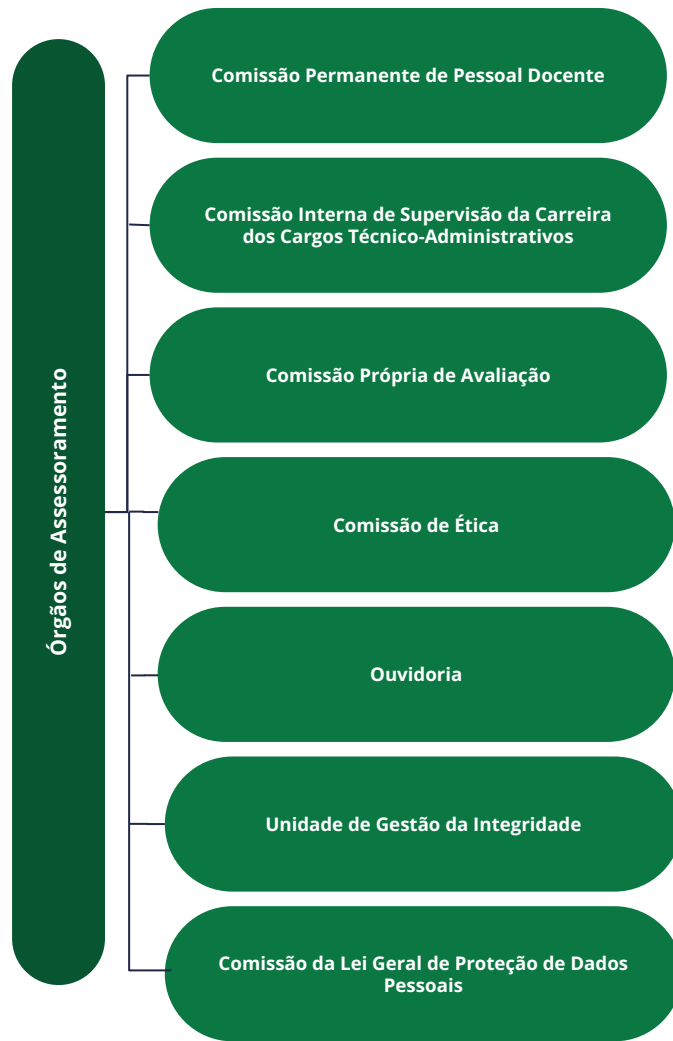 Órgãos de Assessoramento
Comissão Permanente de Pessoal Docente
Comissão Interna de Supervisão da Carreira
dos Cargos Técnico-Administrativos
Comissão Própria de Avaliação
Comissão de Ética
Ouvidoria
Unidade de Gestão da Integridade
Comissão da Lei Geral de Proteção de Dados
Pessoais